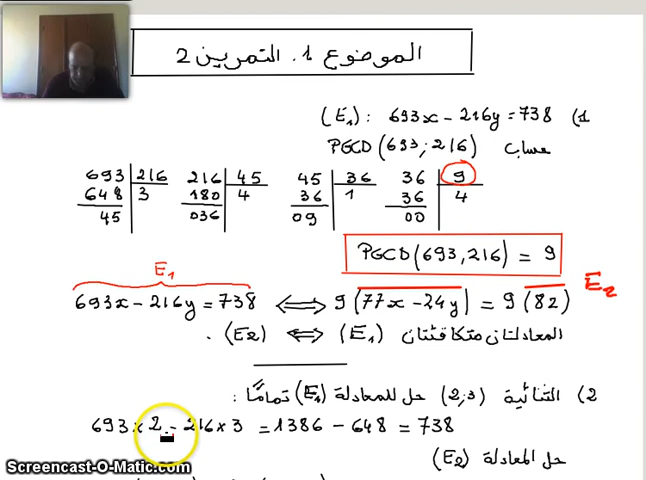 الموضوع 1. التمرين 2
1) (E1): 693x - 216y = 738
حساب PGCD(693; 216)
693 | 216 216 | 45 45 | 36 36 | 9
648 | 3 180 | 4 36 | 1 36 | 4
45 036 09 00
PGCD(693, 216) = 9
E1
693x - 216y = 738 ⟺ 9(77x - 24y) = 9(82) E2
المعادلتان متكافئتان (E1) ⟺ (E2) .
2) الثنائية (2,3) حل للمعادلة (E1) تماماً :
693 × 2 - 216 × 3 = 1386 - 648 = 738
حل المعادلة (E2)
Screencast-O-Matic.com